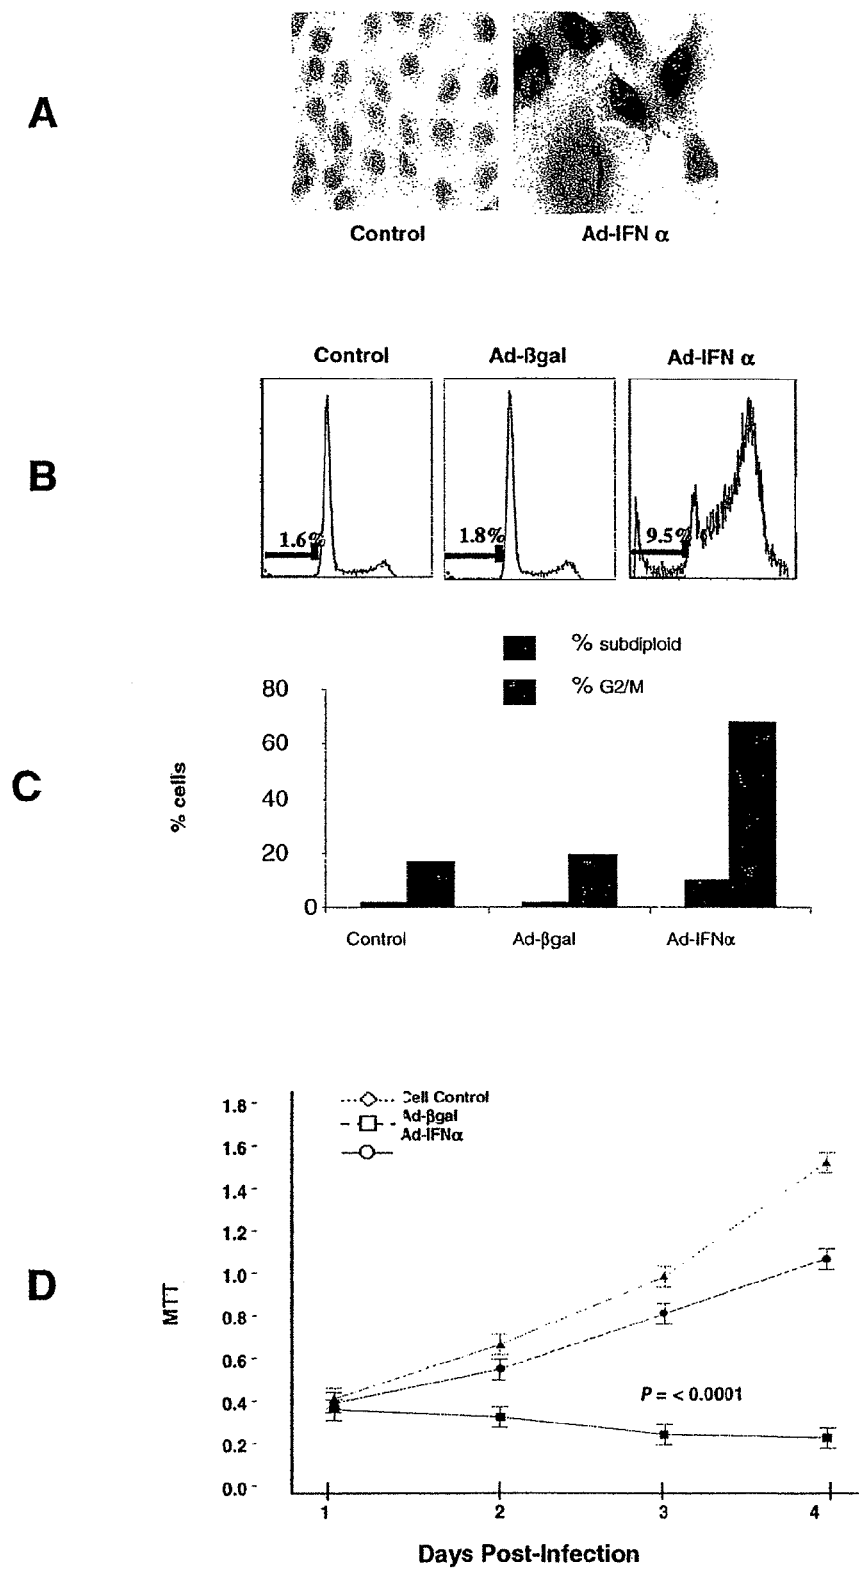 A
Control Ad-IFN α
Control Ad-βgal Ad-IFN α
B
1.6% 1.8% 9.5%
% subdiploid
% G2/M
C
% cells
80
60
40
20
0
Control Ad-βgal Ad-IFNα
D
MTT
Cell Control
Ad-βgal
Ad-IFNα
1.8
1.6
1.4
1.2
1.0
0.8
0.6
0.4
0.2
0.0
P = < 0.0001
1 2 3 4
Days Post-Infection